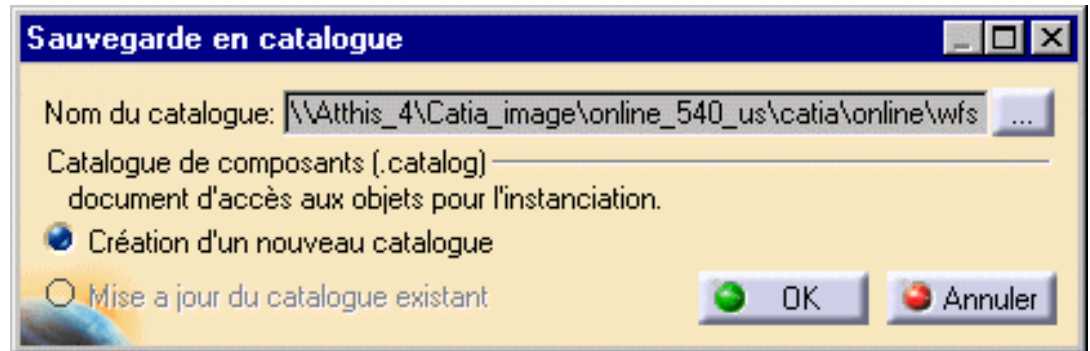 Sauvegarde en catalogue
Nom du catalogue: \\Atthis_4\Catia_image\online_540_us\catia\online\wfs ...
Catalogue de composants (.catalog)
document d'accès aux objets pour l'instanciation.
Création d'un nouveau catalogue
Mise a jour du catalogue existant OK Annuler